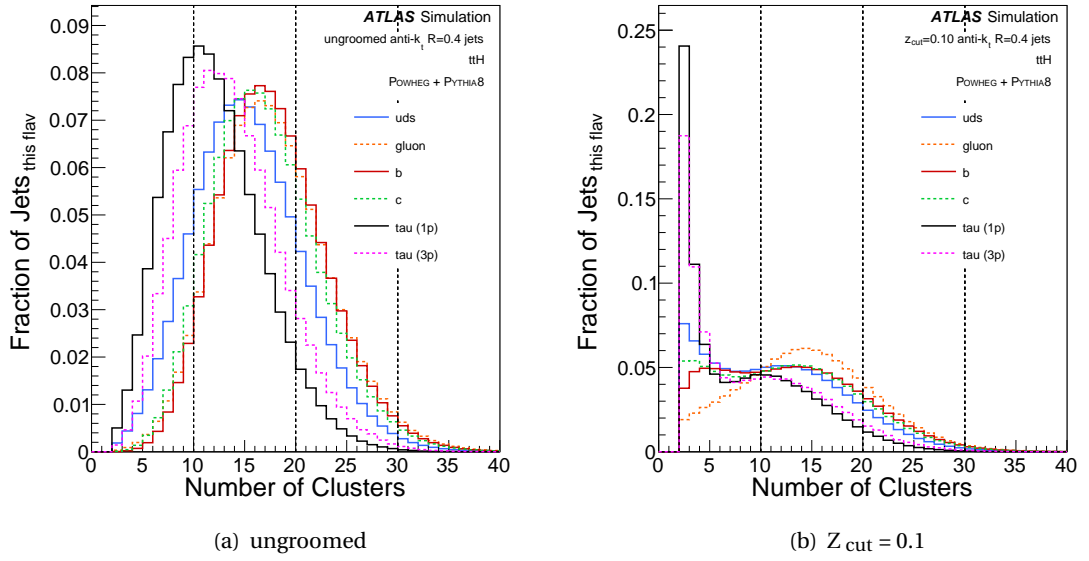 ATLAS Simulation
ungroomed anti-kt R=0.4 jets
ttH
POWHEG + PYTHIA8
uds
gluon
b
c
tau (1p)
tau (3p)
Fraction of Jets this flav
0.09
0.08
0.07
0.06
0.05
0.04
0.03
0.02
0.01
0
0 5 10 15 20 25 30 35 40
Number of Clusters
(a) ungroomed
ATLAS Simulation
zcut=0.10 anti-kt R=0.4 jets
ttH
POWHEG + PYTHIA8
uds
gluon
b
c
tau (1p)
tau (3p)
Fraction of Jets this flav
0.25
0.2
0.15
0.1
0.05
0
0 5 10 15 20 25 30 35 40
Number of Clusters
(b) Z cut = 0.1